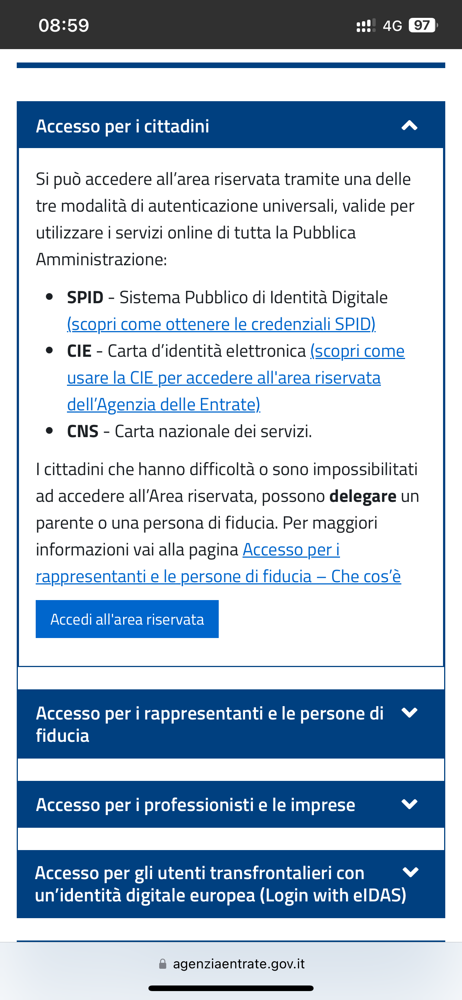 08:59
4G 97
Accesso per i cittadini
Si può accedere all’area riservata tramite una delle
tre modalità di autenticazione universali, valide per
utilizzare i servizi online di tutta la Pubblica
Amministrazione:
• SPID - Sistema Pubblico di Identità Digitale
(scopri come ottenere le credenziali SPID)
• CIE - Carta d’identità elettronica (scopri come
usare la CIE per accedere all'area riservata
dell’Agenzia delle Entrate)
• CNS - Carta nazionale dei servizi.
I cittadini che hanno difficoltà o sono impossibilitati
ad accedere all’Area riservata, possono delegare un
parente o una persona di fiducia. Per maggiori
informazioni vai alla pagina Accesso per i
rappresentanti e le persone di fiducia – Che cos’è
Accedi all'area riservata
Accesso per i rappresentanti e le persone di
fiducia
Accesso per i professionisti e le imprese
Accesso per gli utenti transfrontalieri con
un’identità digitale europea (Login with eIDAS)
agenziaentrate.gov.it